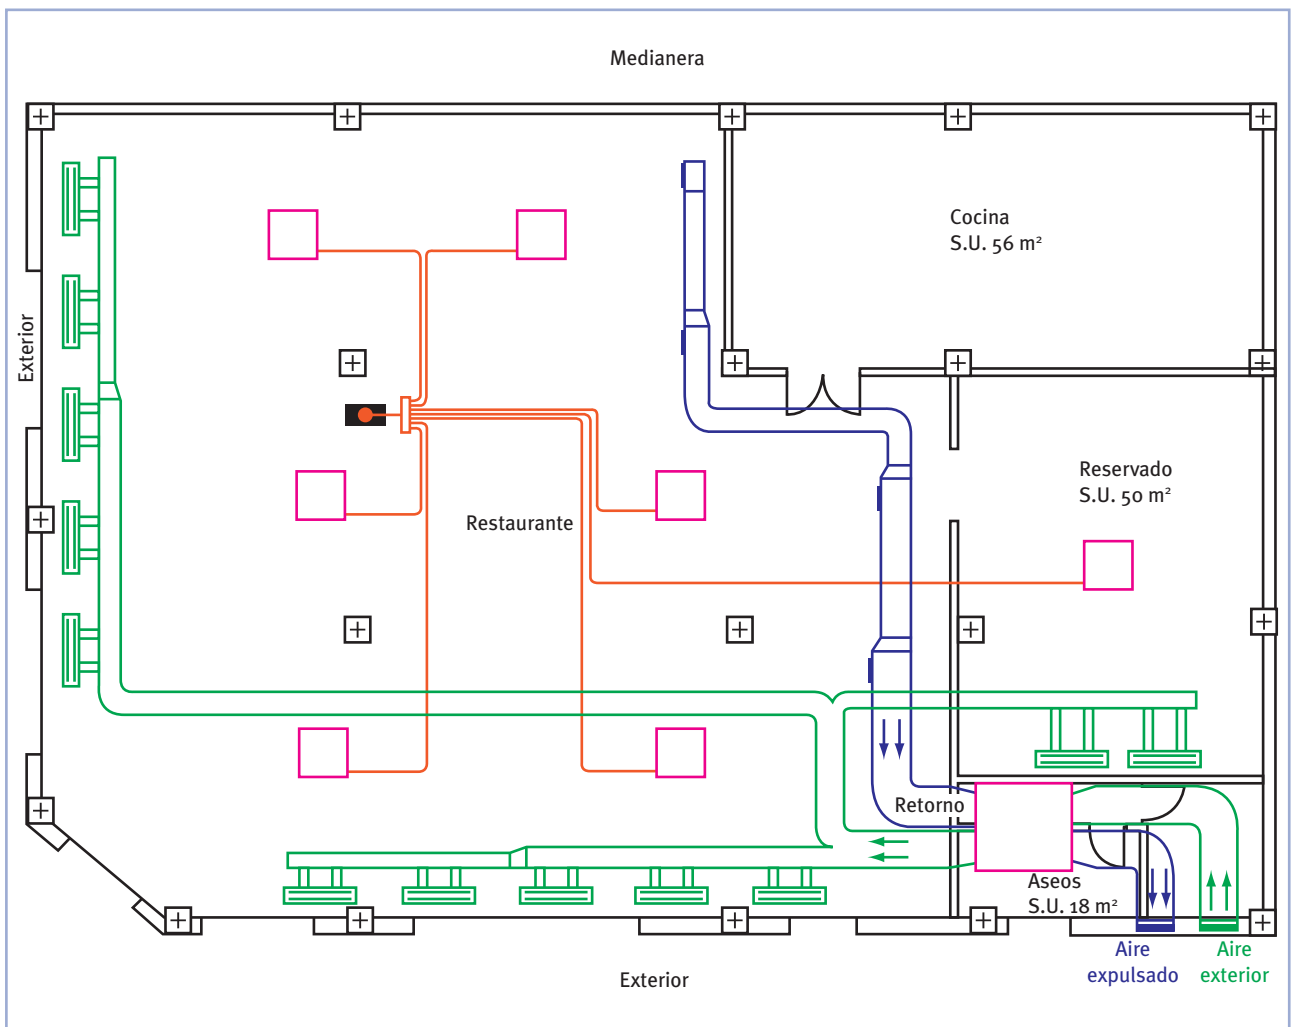 Medianera
Cocina
S.U. 56 m²
Exterior
Reservado
S.U. 50 m²
Restaurante
Retorno
Aseos
S.U. 18 m²
Aire
expulsado
Aire
exterior
Exterior